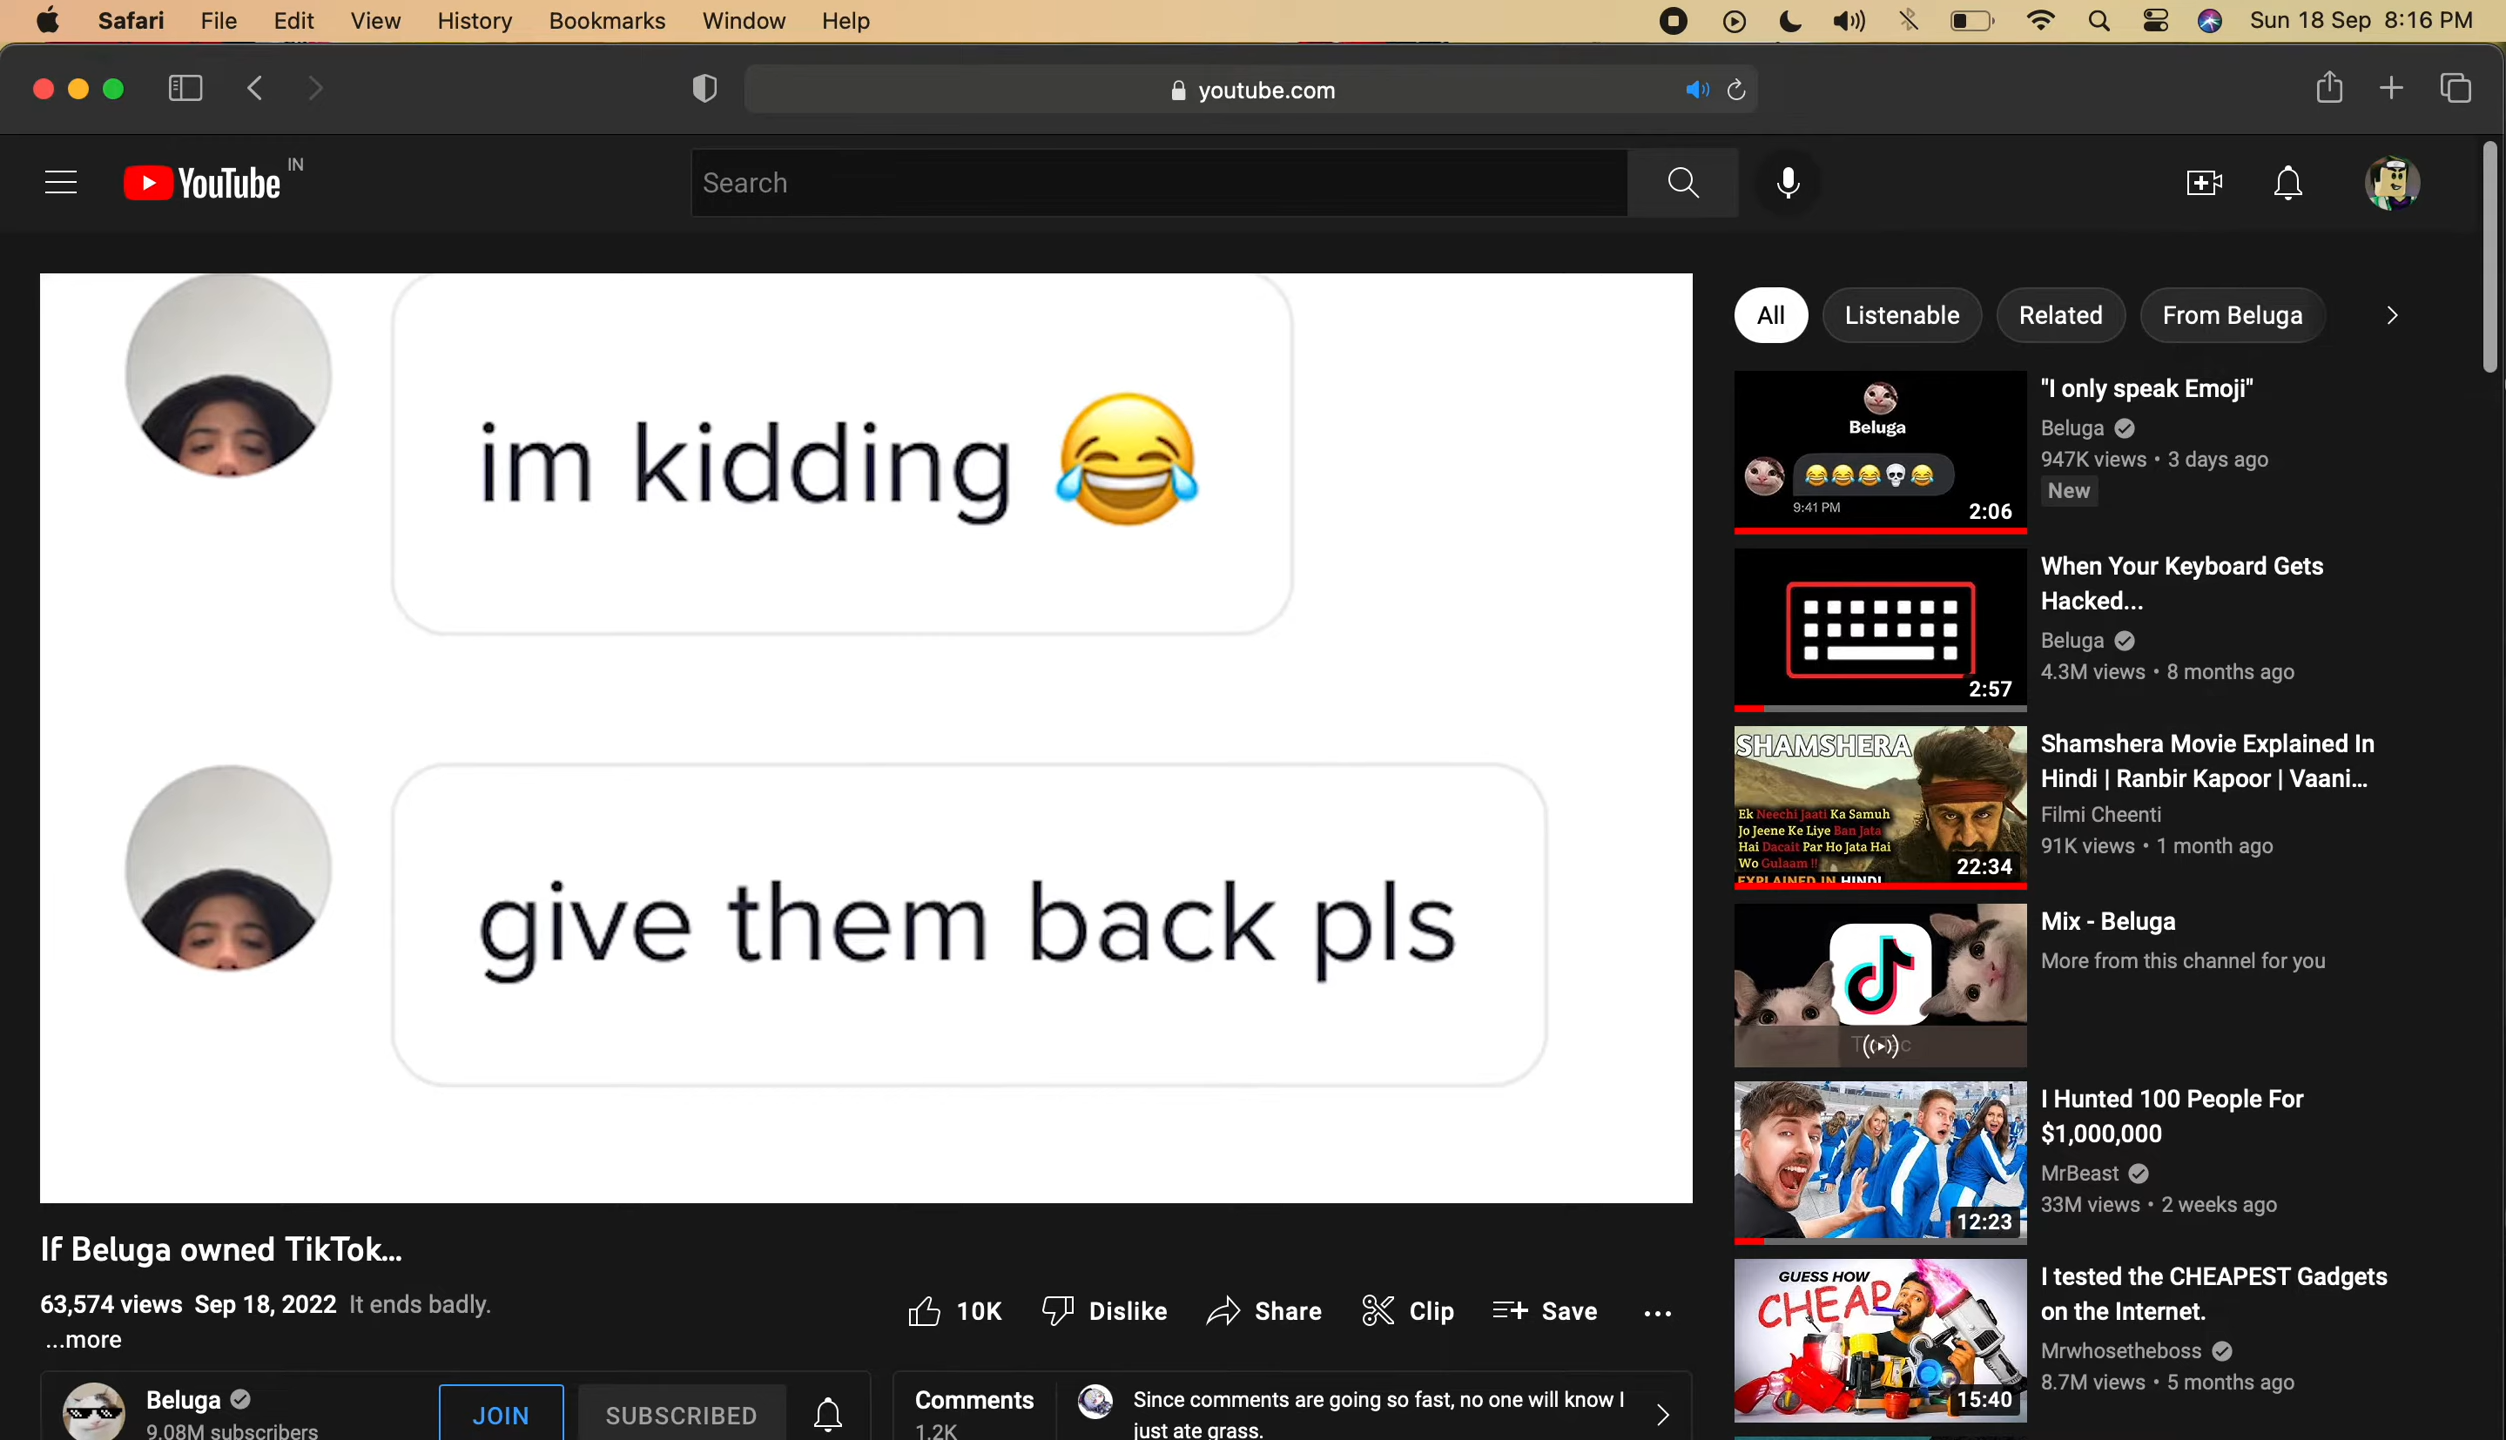 Safari File Edit View History Bookmarks Window Help Sun 18 Sep 8:16 PM
youtube.com
YouTube IN
Search
im kidding 😂
give them back pls
If Beluga owned TikTok...
63,574 views Sep 18, 2022 It ends badly.
...more
10K Dislike Share Clip Save
Beluga
9.08M subscribers
JOIN
SUBSCRIBED
Comments
1.2K
Since comments are going so fast, no one will know I
just ate grass.
All Listenable Related From Beluga
Beluga
😂😂😂💀😂
9:41 PM
2:06
"I only speak Emoji"
Beluga
947K views • 3 days ago
New
2:57
When Your Keyboard Gets
Hacked...
Beluga
4.3M views • 8 months ago
SHAMSHERA
Ek Neechi Jaati Ka Samuh
Jo Jeene Ke Liye Ban Jata
Hai Dacait Par Ho Jata Hai
Wo Gulaam !!
EXPLAINED IN HINDI
22:34
Shamshera Movie Explained In
Hindi | Ranbir Kapoor | Vaani...
Filmi Cheenti
91K views • 1 month ago
Mix - Beluga
More from this channel for you
12:23
I Hunted 100 People For
$1,000,000
MrBeast
33M views • 2 weeks ago
GUESS HOW
CHEAP
15:40
I tested the CHEAPEST Gadgets
on the Internet.
Mrwhosetheboss
8.7M views • 5 months ago